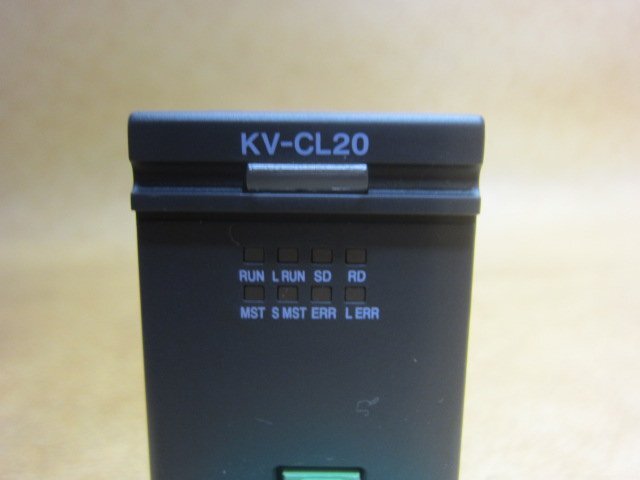 KV-CL20
RUN L RUN SD RD
MST S MST ERR L ERR